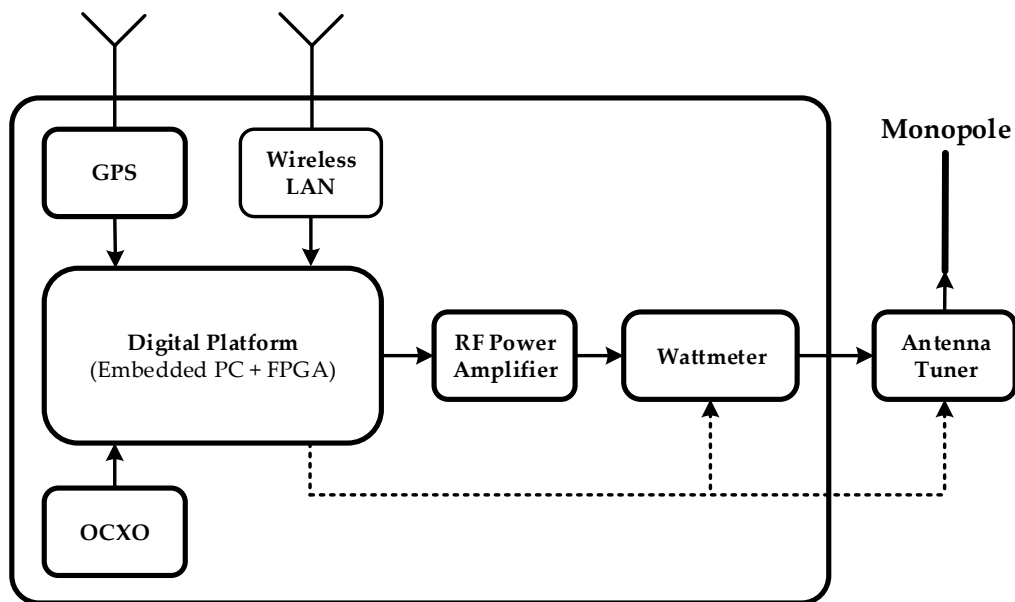 Monopole
GPS
Wireless
LAN
Digital Platform
(Embedded PC + FPGA)
RF Power
Amplifier
Wattmeter
Antenna
Tuner
OCXO